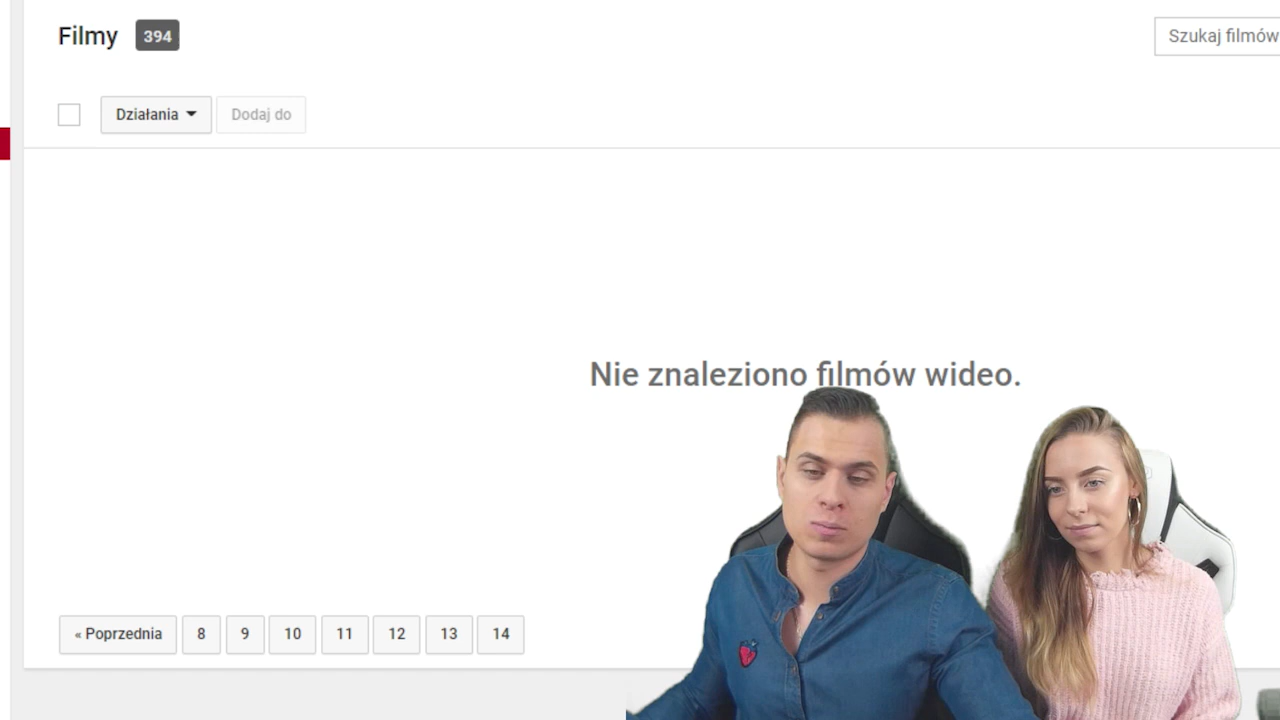 Filmy 394
Szukaj filmów
Działania Dodaj do
Nie znaleziono filmów wideo.
« Poprzednia 8 9 10 11 12 13 14